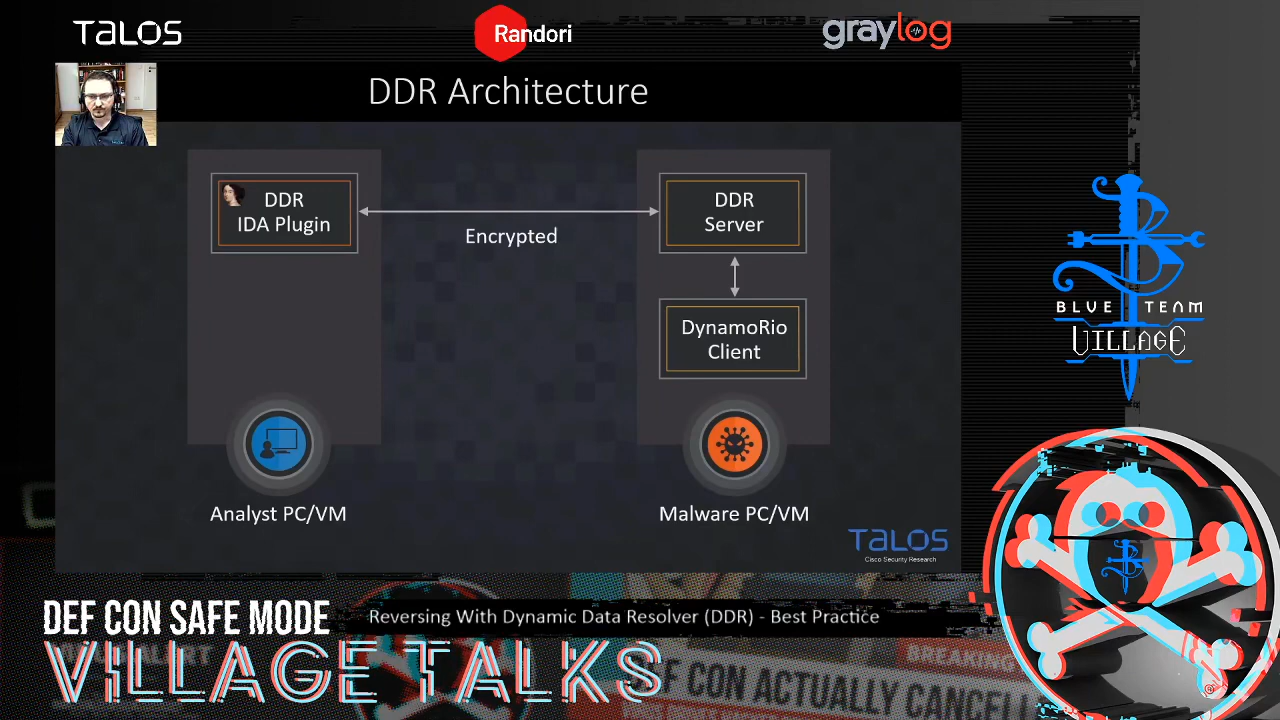 TALOS
Randori
graylog
DDR Architecture
DDR
IDA Plugin
Encrypted
DDR
Server
DynamoRio
Client
Analyst PC/VM
Malware PC/VM
TALOS
Cisco Security Research
BLUE TEAM
VILLAGE
DEF CON SAFE MODE
Reversing With Dynamic Data Resolver (DDR) - Best Practice
VILLAGE TALKS
BREAKING
DEF CON ACTUALLY CANCELL